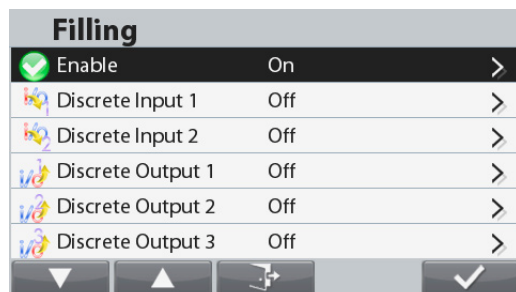 Filling
Enable On
Discrete Input 1 Off
Discrete Input 2 Off
Discrete Output 1 Off
Discrete Output 2 Off
Discrete Output 3 Off